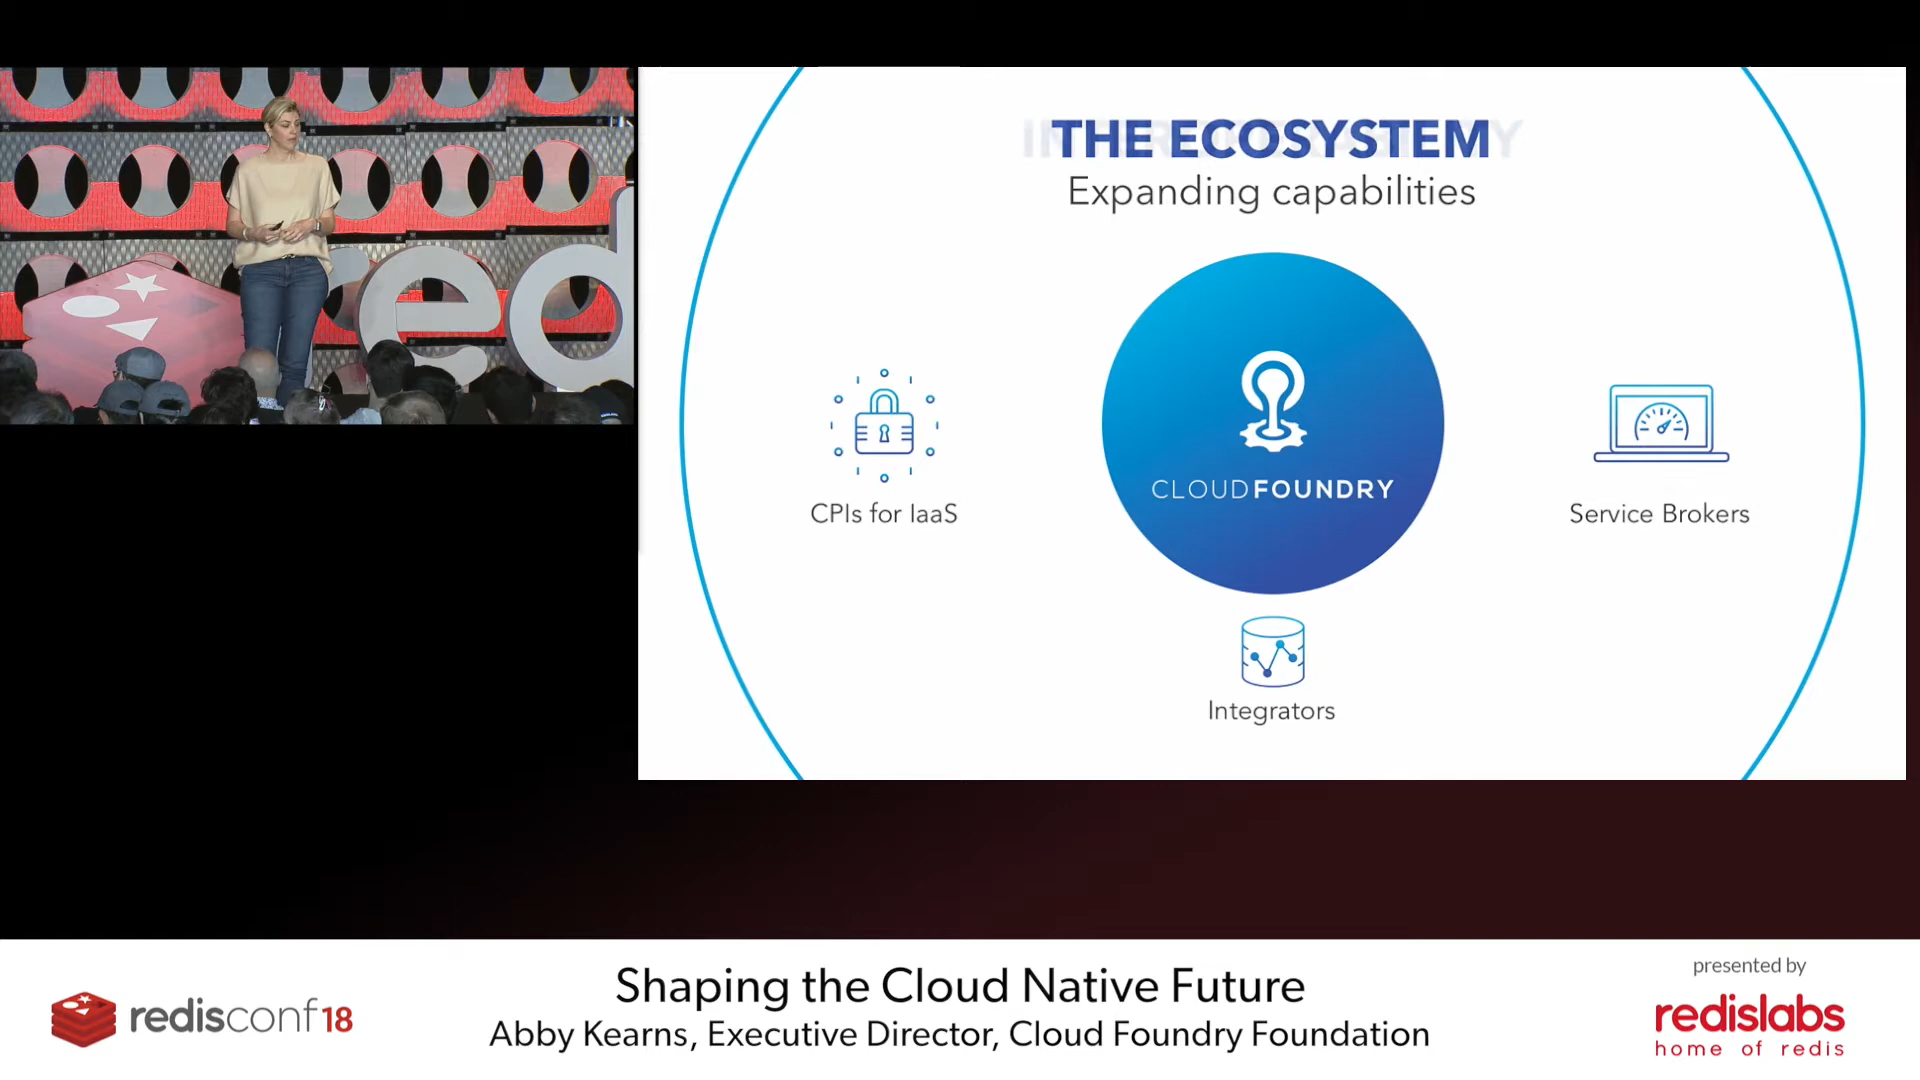 red
THE ECOSYSTEM
Expanding capabilities
CLOUDFOUNDRY
CPIs for IaaS
Service Brokers
Integrators
redisconf18
Shaping the Cloud Native Future
Abby Kearns, Executive Director, Cloud Foundry Foundation
presented by
redislabs
home of redis